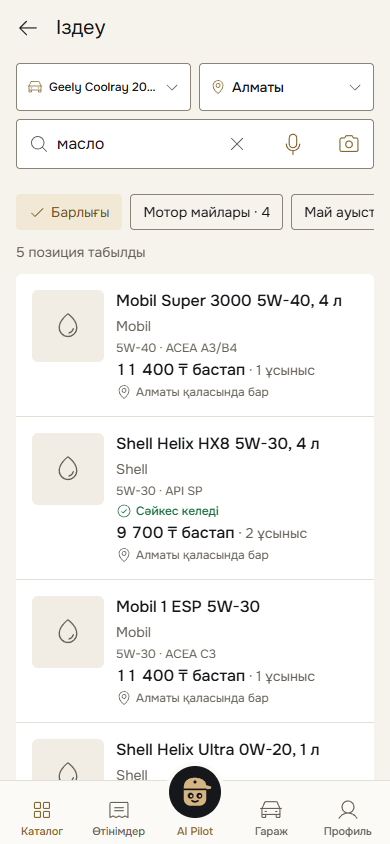 Іздеу
Geely Coolray 20...
Алматы
масло
Барлығы
Мотор майлары · 4
Май ауыст
5 позиция табылды
Mobil Super 3000 5W-40, 4 л
Mobil
5W-40 · ACEA A3/B4
11 400 ₸ бастап · 1 ұсыныс
Алматы қаласында бар
Shell Helix HX8 5W-30, 4 л
Shell
5W-30 · API SP
Сәйкес келеді
9 700 ₸ бастап · 2 ұсыныс
Алматы қаласында бар
Mobil 1 ESP 5W-30
Mobil
5W-30 · ACEA C3
11 400 ₸ бастап · 1 ұсыныс
Алматы қаласында бар
Shell Helix Ultra 0W-20, 1 л
Shell
Каталог
Өтінімдер
AI Pilot
Гараж
Профиль